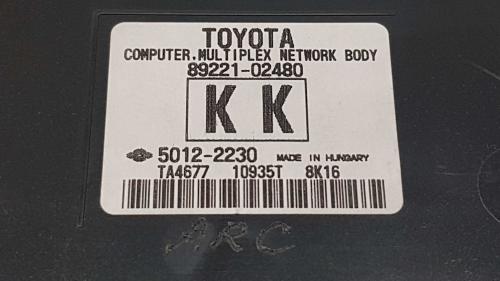 TOYOTA
COMPUTER.MULTIPLEX NETWORK BODY
89221-02480
K K
5012-2230 MADE IN HUNGARY
TA4677 10935T 8K16
ARC